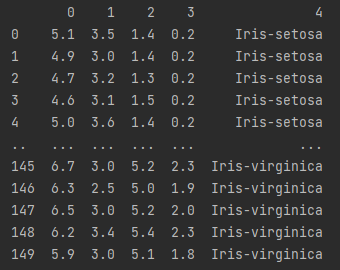 0 1 2 3 4
0 5.1 3.5 1.4 0.2 Iris-setosa
1 4.9 3.0 1.4 0.2 Iris-setosa
2 4.7 3.2 1.3 0.2 Iris-setosa
3 4.6 3.1 1.5 0.2 Iris-setosa
4 5.0 3.6 1.4 0.2 Iris-setosa
.. ... ... ... ... ...
145 6.7 3.0 5.2 2.3 Iris-virginica
146 6.3 2.5 5.0 1.9 Iris-virginica
147 6.5 3.0 5.2 2.0 Iris-virginica
148 6.2 3.4 5.4 2.3 Iris-virginica
149 5.9 3.0 5.1 1.8 Iris-virginica